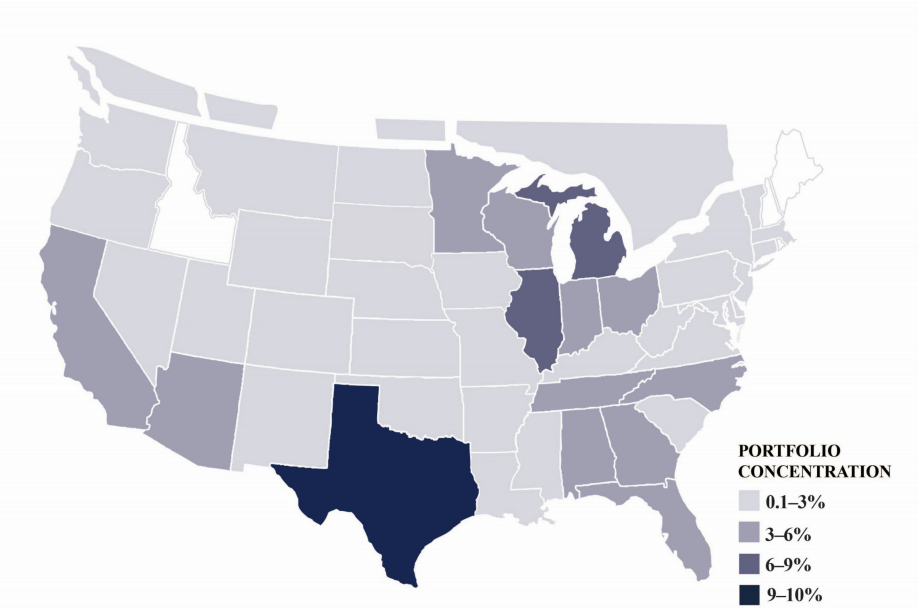 PORTFOLIO
CONCENTRATION
0.1–3%
3–6%
6–9%
9–10%